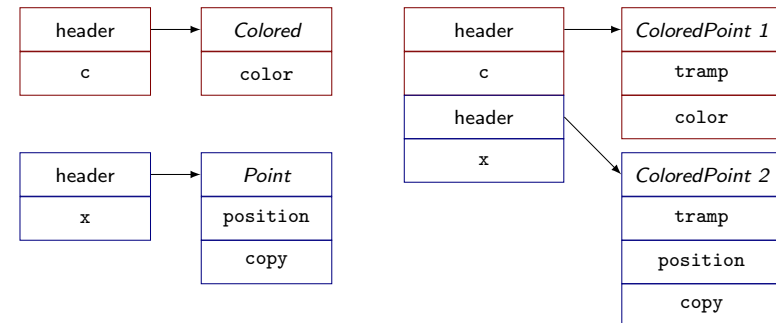 header
Colored
c
color
header
Point
x
position
copy
header
ColoredPoint 1
c
tramp
header
color
x
ColoredPoint 2
tramp
position
copy